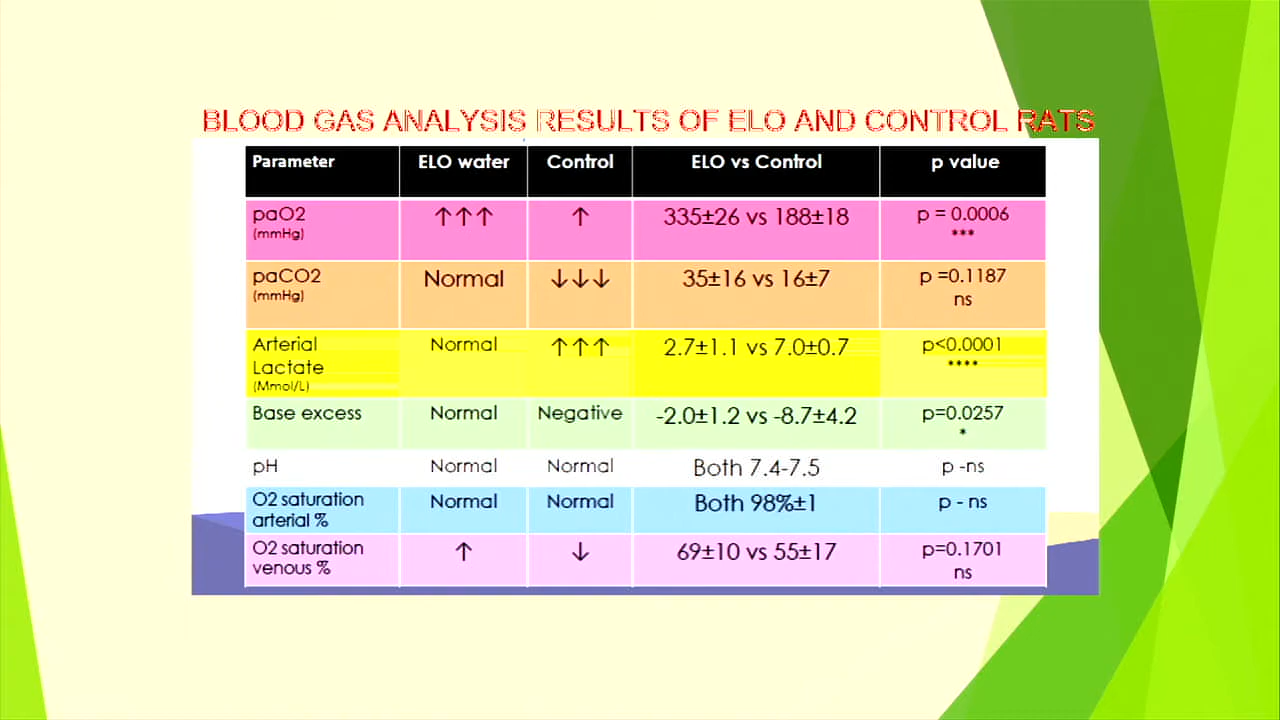 BLOOD GAS ANALYSIS RESULTS OF ELO AND CONTROL RATS
Parameter ELO water Control ELO vs Control p value
paO2 ↑↑↑ ↑ 335±26 vs 188±18 p = 0.0006
(mmHg) ***
paCO2 Normal ↓↓↓ 35±16 vs 16±7 p =0.1187
(mmHg) ns
Arterial Normal ↑↑↑ 2.7±1.1 vs 7.0±0.7 p<0.0001
Lactate ****
(Mmol/L)
Base excess Normal Negative -2.0±1.2 vs -8.7±4.2 p=0.0257
*
pH Normal Normal Both 7.4-7.5 p -ns
O2 saturation Normal Normal Both 98%±1 p - ns
arterial %
O2 saturation ↑ ↓ 69±10 vs 55±17 p=0.1701
venous % ns